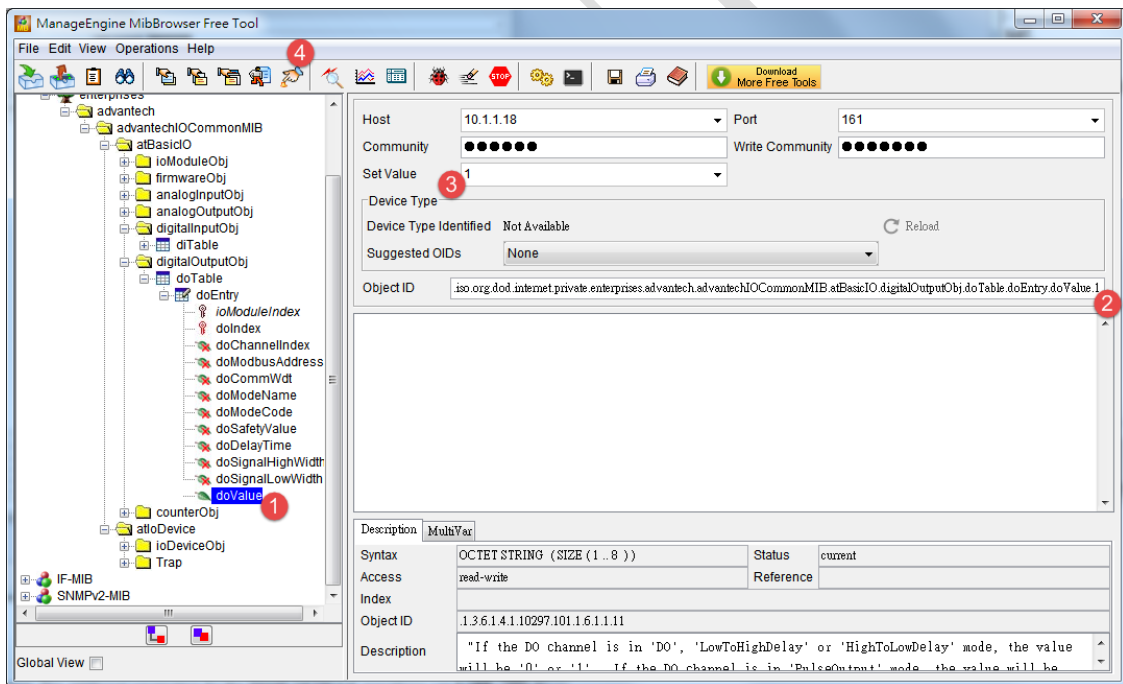 ManageEngine MibBrowser Free Tool
File Edit View Operations Help
4
STOP
Download
More Free Tools
enterprises
advantech
advantechIOCommonMIB
atBasicIO
ioModuleObj
firmwareObj
analogInputObj
analogOutputObj
digitalInputObj
diTable
digitalOutputObj
doTable
doEntry
ioModuleIndex
doIndex
doChannelIndex
doModbusAddress
doCommWdt
doModeName
doModeCode
doSafetyValue
doDelayTime
doSignalHighWidth
doSignalLowWidth
doValue
1
counterObj
atIoDevice
ioDeviceObj
Trap
IF-MIB
SNMPv2-MIB
Global View
Host 10.1.1.18 Port 161
Community ●●●●●● Write Community ●●●●●●●
Set Value 1
3
Device Type
Device Type Identified Not Available Reload
Suggested OIDs None
Object ID .iso.org.dod.internet.private.enterprises.advantech.advantechIOCommonMIB.atBasicIO.digitalOutputObj.doTable.doEntry.doValue.1
2
Description MultiVar
Syntax OCTET STRING (SIZE (1..8 )) Status current
Access read-write Reference
Index
Object ID .1.3.6.1.4.1.10297.101.1.6.1.1.11
Description "If the DO channel is in 'DO', 'LowToHighDelay' or 'HighToLowDelay' mode, the value
will be '0' or '1'. If the DO channel is in 'PulseOutput' mode, the value will be